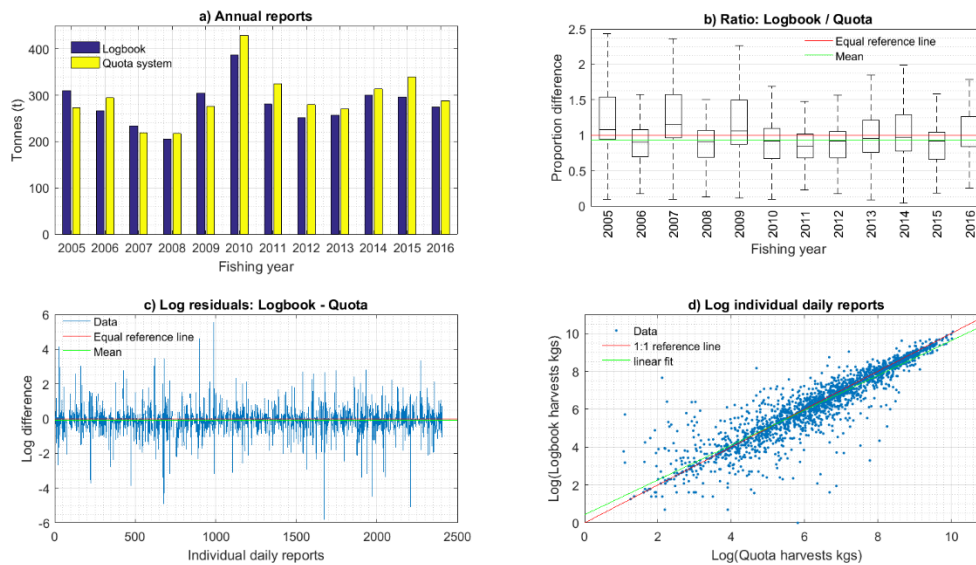 a) Annual reports
Logbook
Quota system
Tonnes (t)
400
300
200
100
0
2005 2006 2007 2008 2009 2010 2011 2012 2013 2014 2015 2016
Fishing year
b) Ratio: Logbook / Quota
Equal reference line
Mean
Proportion difference
2.5
2
1.5
1
0.5
0
2005 2006 2007 2008 2009 2010 2011 2012 2013 2014 2015 2016
Fishing year
c) Log residuals: Logbook - Quota
Data
Equal reference line
Mean
Log difference
6
4
2
0
-2
-4
-6
0 500 1000 1500 2000 2500
Individual daily reports
d) Log individual daily reports
Data
1:1 reference line
linear fit
Log(Logbook harvests kgs)
10
8
6
4
2
0
0 2 4 6 8 10
Log(Quota harvests kgs)